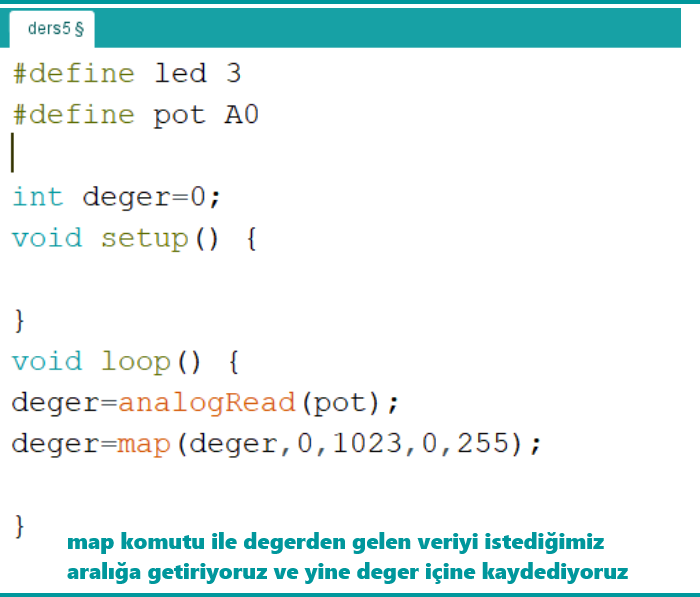 ders5 §
#define led 3
#define pot A0
int deger=0;
void setup() {
}
void loop() {
deger=analogRead(pot);
deger=map(deger,0,1023,0,255);
}
map komutu ile degerden gelen veriyi istediğimiz
aralığa getiriyoruz ve yine deger içine kaydediyoruz